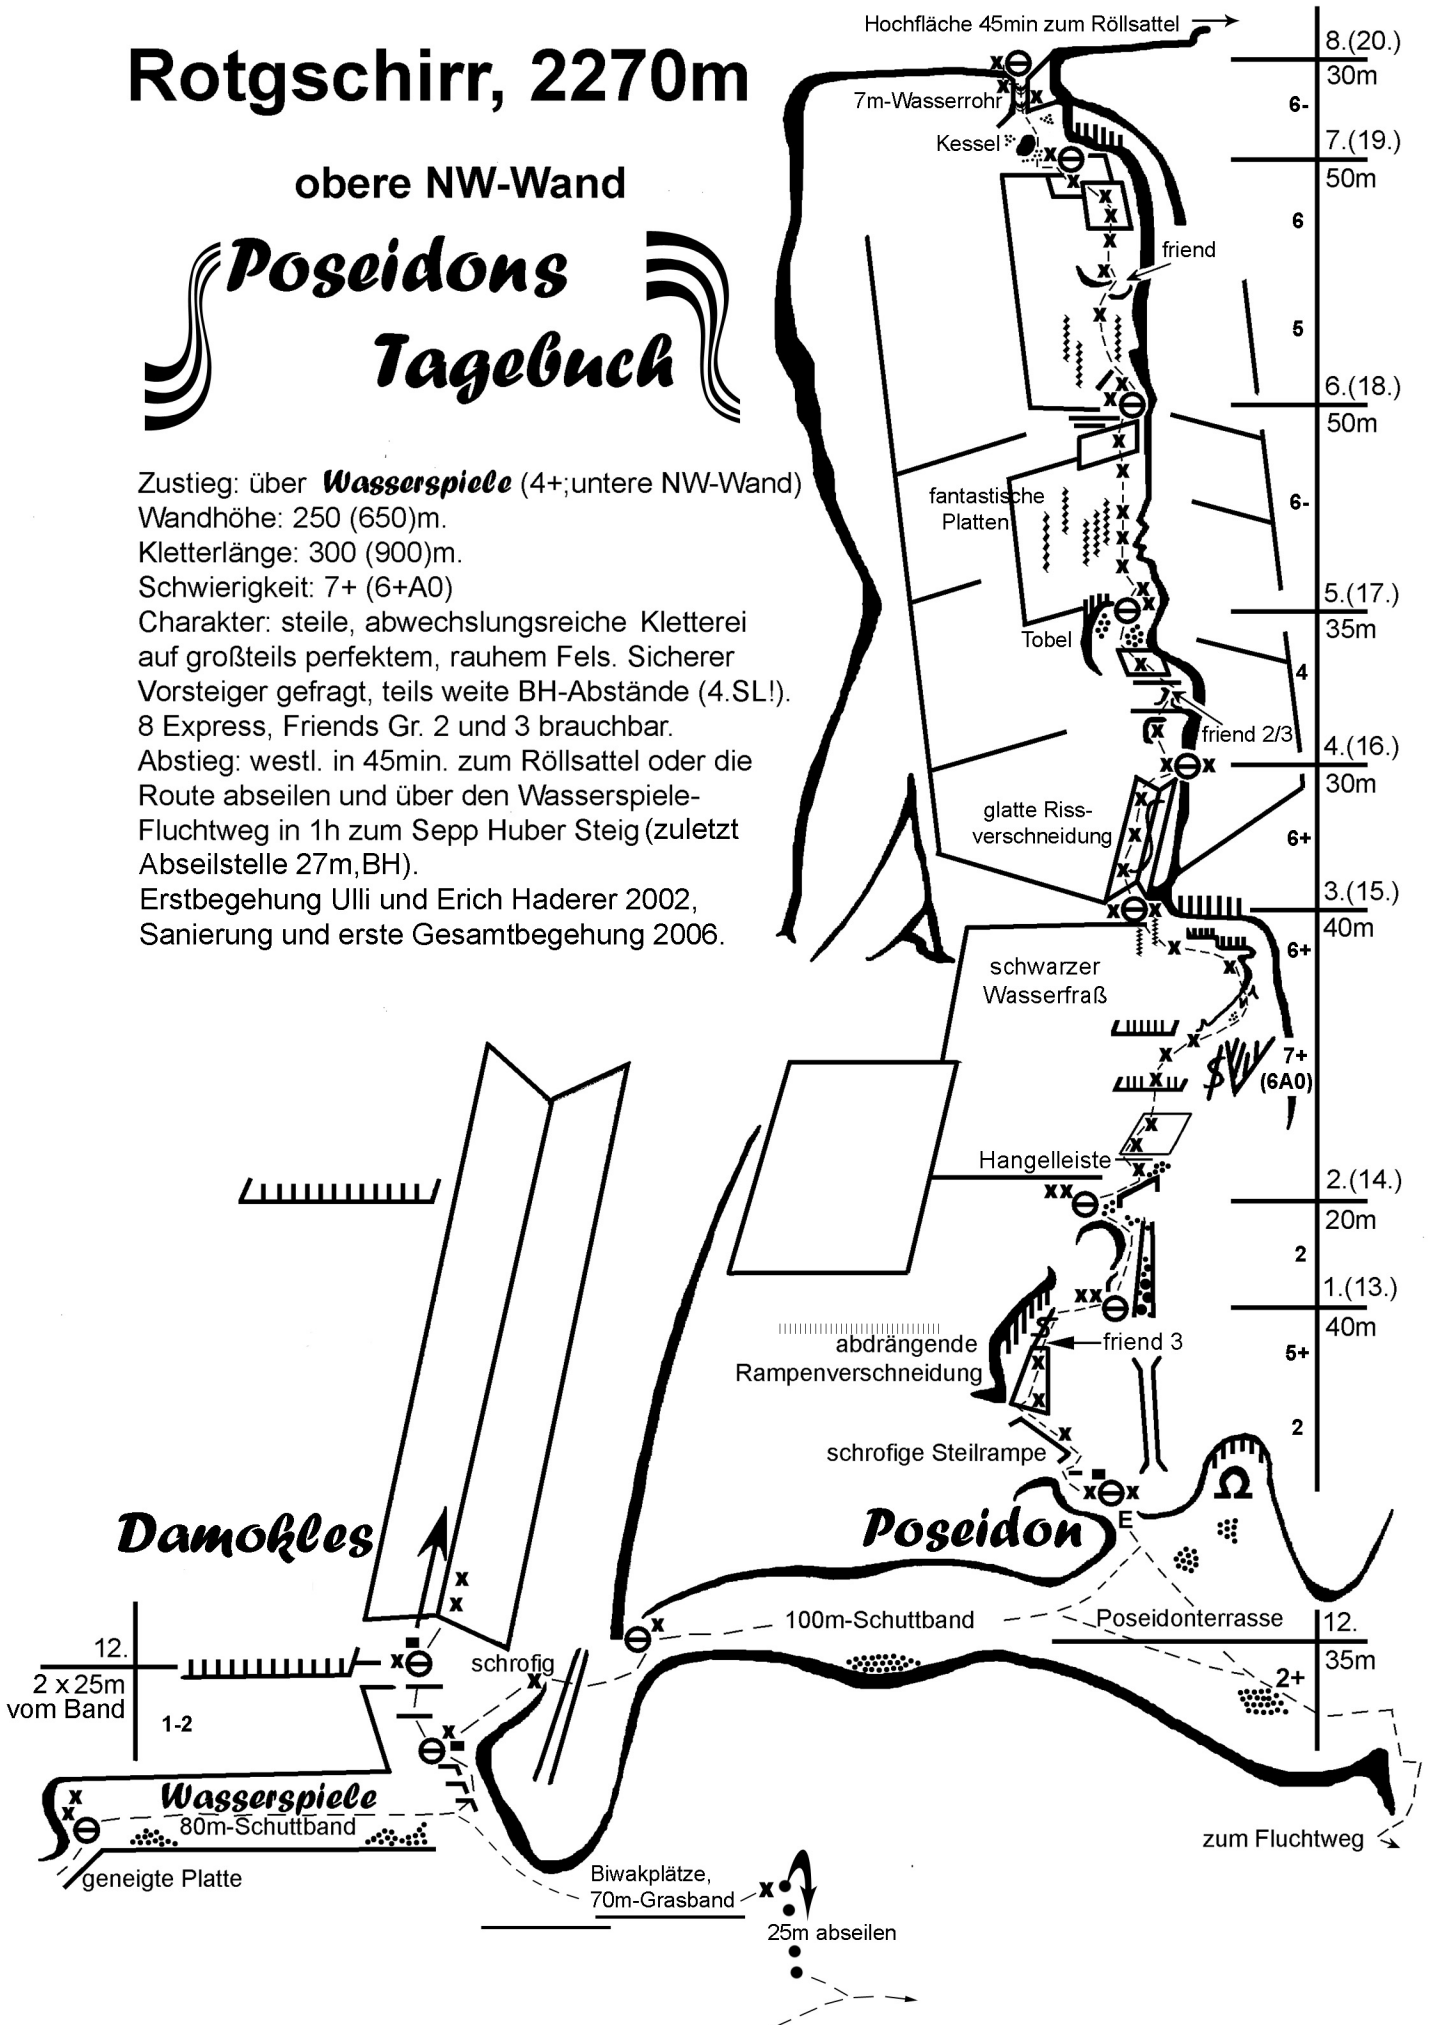 Hochfläche 45min zum Röllsattel
Rotgschirr, 2270m
obere NW-Wand
Poseidons
Tagebuch
Zustieg: über Wasserspiele (4+;untere NW-Wand)
Wandhöhe: 250 (650)m.
Kletterlänge: 300 (900)m.
Schwierigkeit: 7+ (6+A0)
Charakter: steile, abwechslungsreiche Kletterei
auf großteils perfektem, rauhem Fels. Sicherer
Vorsteiger gefragt, teils weite BH-Abstände (4.SL!).
8 Express, Friends Gr. 2 und 3 brauchbar.
Abstieg: westl. in 45min. zum Röllsattel oder die
Route abseilen und über den Wasserspiele-
Fluchtweg in 1h zum Sepp Huber Steig (zuletzt
Abseilstelle 27m,BH).
Erstbegehung Ulli und Erich Haderer 2002,
Sanierung und erste Gesamtbegehung 2006.
8.(20.)
30m
7m-Wasserrohr
6-
Kessel
7.(19.)
50m
6
friend
5
6.(18.)
50m
fantastische
Platten
6-
5.(17.)
35m
Tobel
4
friend 2/3
4.(16.)
30m
glatte Riss-
verschneidung
6+
3.(15.)
40m
6+
schwarzer
Wasserfraß
7+
(6A0)
Hangelleiste
2.(14.)
20m
2
1.(13.)
40m
friend 3
abdrängende
Rampenverschneidung
5+
2
schrofige Steilrampe
Ω
E
Damokles
Poseidon
100m-Schuttband
Poseidonterrasse
12.
35m
2+
12.
2 x 25m
vom Band
1-2
schrofig
Wasserspiele
80m-Schuttband
geneigte Platte
zum Fluchtweg
Biwakplätze,
70m-Grasband
25m abseilen